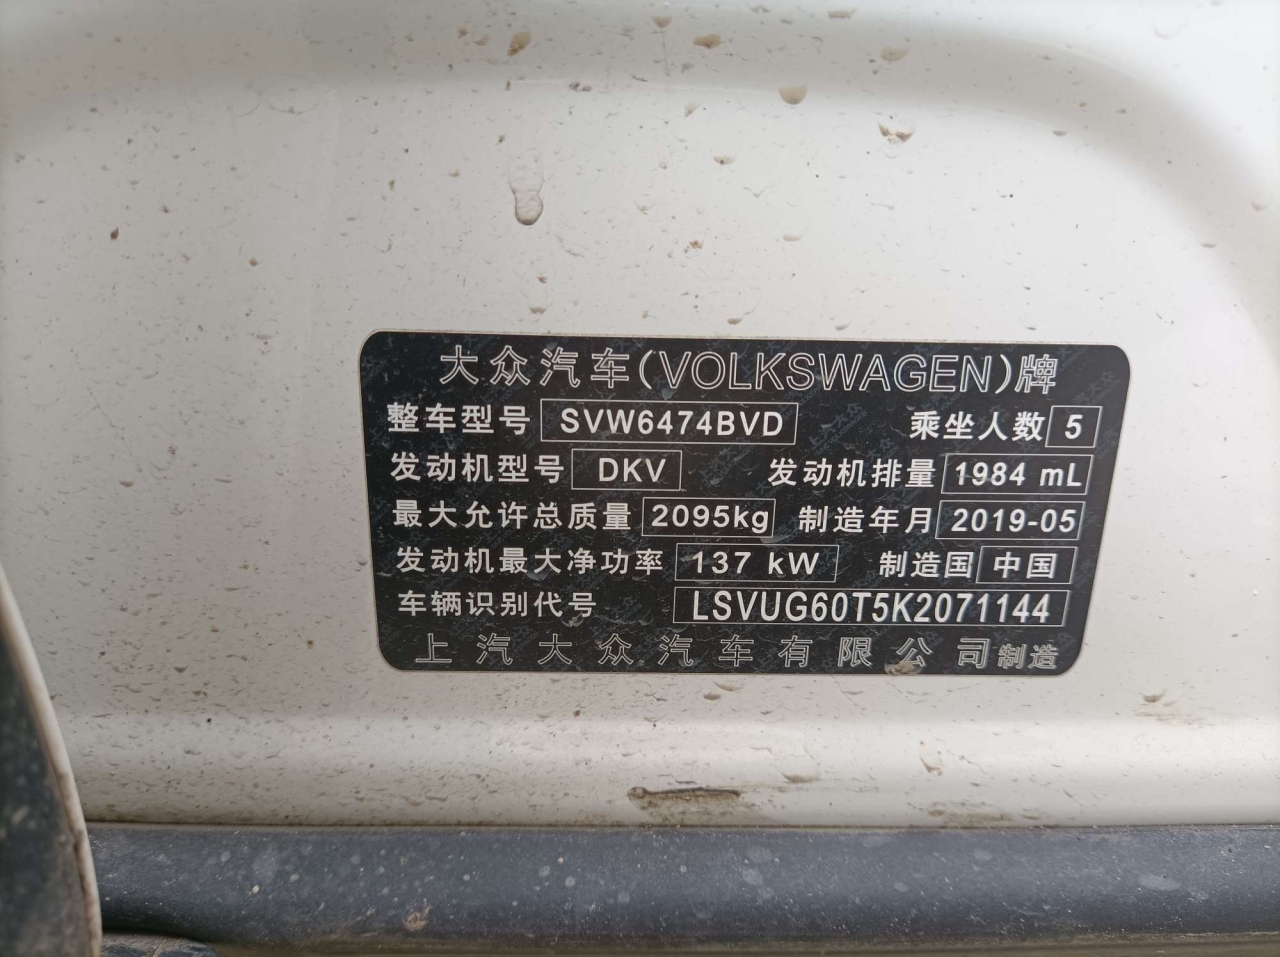 大众汽车(VOLKSWAGEN)牌
整车型号 SVW6474BVD 乘坐人数 5
发动机型号 DKV 发动机排量 1984 mL
最大允许总质量 2095kg 制造年月 2019-05
发动机最大净功率 137 kW 制造国 中国
车辆识别代号 LSVUG60T5K2071144
上汽大众汽车有限公司制造